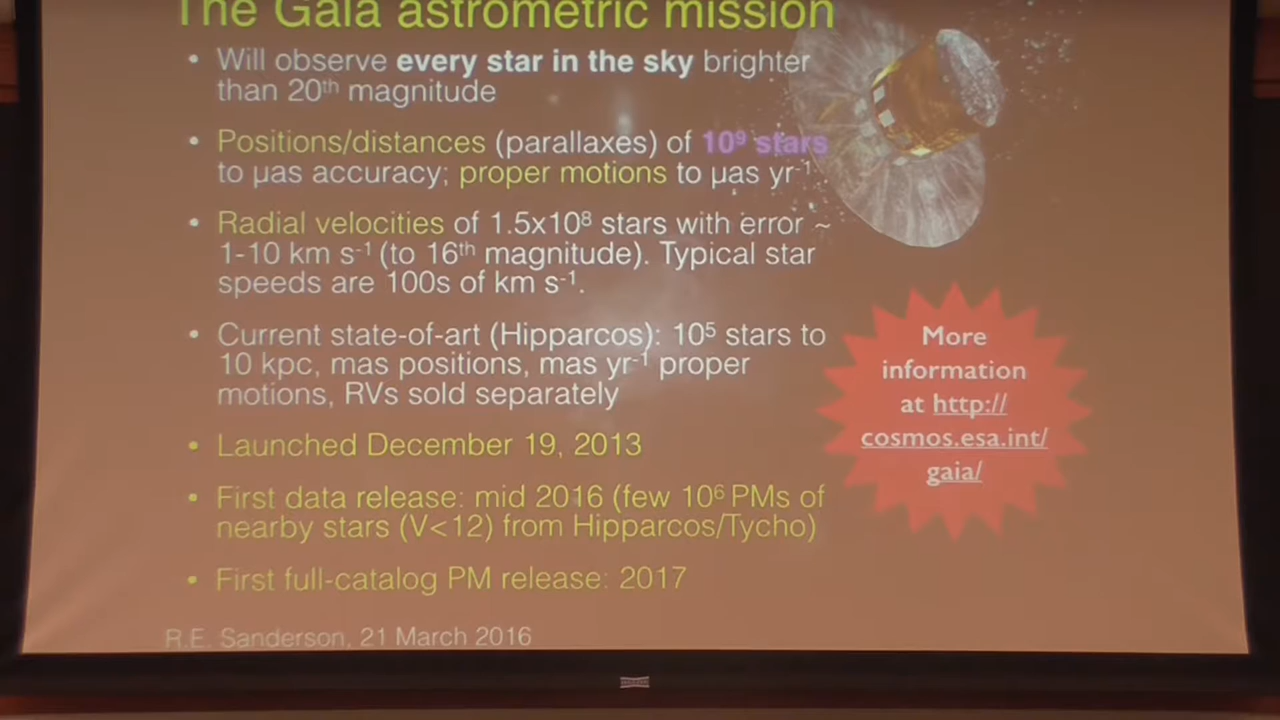 The Gaia astrometric mission
• Will observe every star in the sky brighter
than 20th magnitude
• Positions/distances (parallaxes) of 10⁹ stars
to µas accuracy; proper motions to µas yr⁻¹
• Radial velocities of 1.5x10⁸ stars with error ~
1-10 km s⁻¹ (to 16th magnitude). Typical star
speeds are 100s of km s⁻¹.
• Current state-of-art (Hipparcos): 10⁵ stars to
10 kpc, mas positions, mas yr⁻¹ proper
motions, RVs sold separately
• Launched December 19, 2013
• First data release: mid 2016 (few 10⁶ PMs of
nearby stars (V<12) from Hipparcos/Tycho)
• First full-catalog PM release: 2017
More
information
at http://
cosmos.esa.int/
gaia/
R.E. Sanderson, 21 March 2016